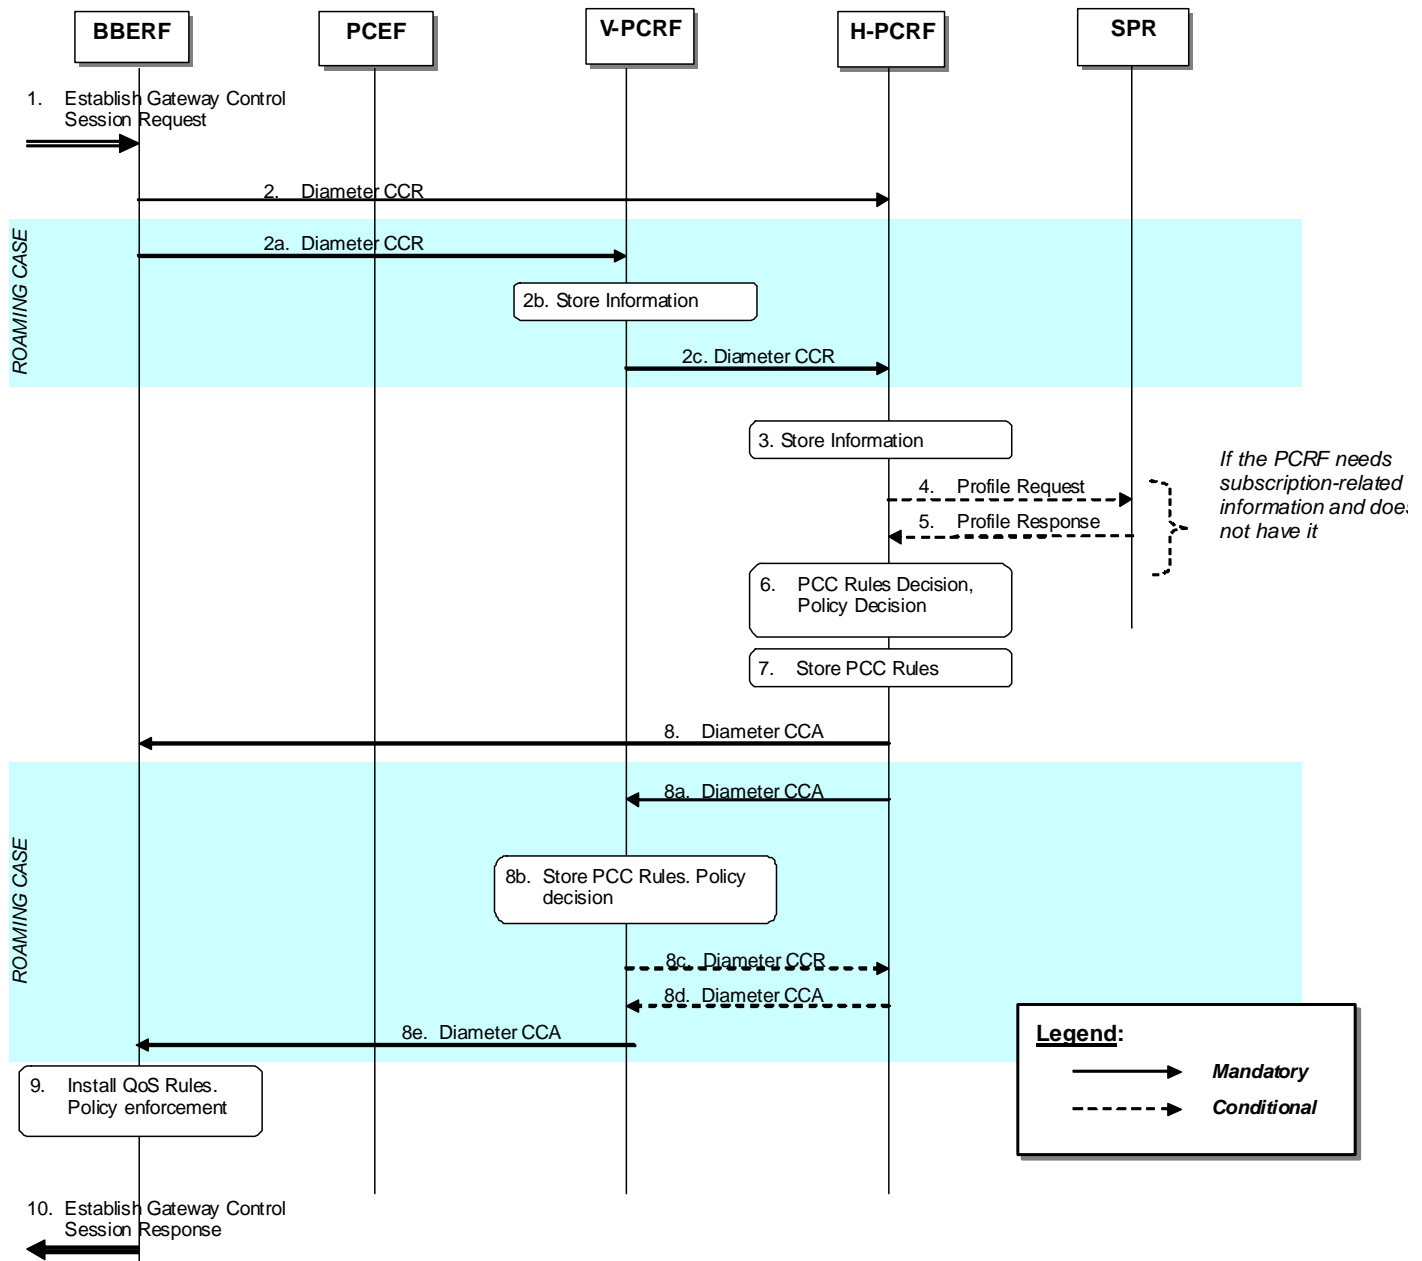 BBERF
PCEF
V-PCRF
H-PCRF
SPR
1. Establish Gateway Control
Session Request
2. Diameter CCR
ROAMING CASE
2a. Diameter CCR
2b. Store Information
2c. Diameter CCR
3. Store Information
4. Profile Request
5. Profile Response
If the PCRF needs
subscription-related
information and does
not have it
6. PCC Rules Decision,
Policy Decision
7. Store PCC Rules
8. Diameter CCA
ROAMING CASE
8a. Diameter CCA
8b. Store PCC Rules. Policy
decision
8c. Diameter CCR
8d. Diameter CCA
8e. Diameter CCA
Legend:
Mandatory
Conditional
9. Install QoS Rules.
Policy enforcement
10. Establish Gateway Control
Session Response